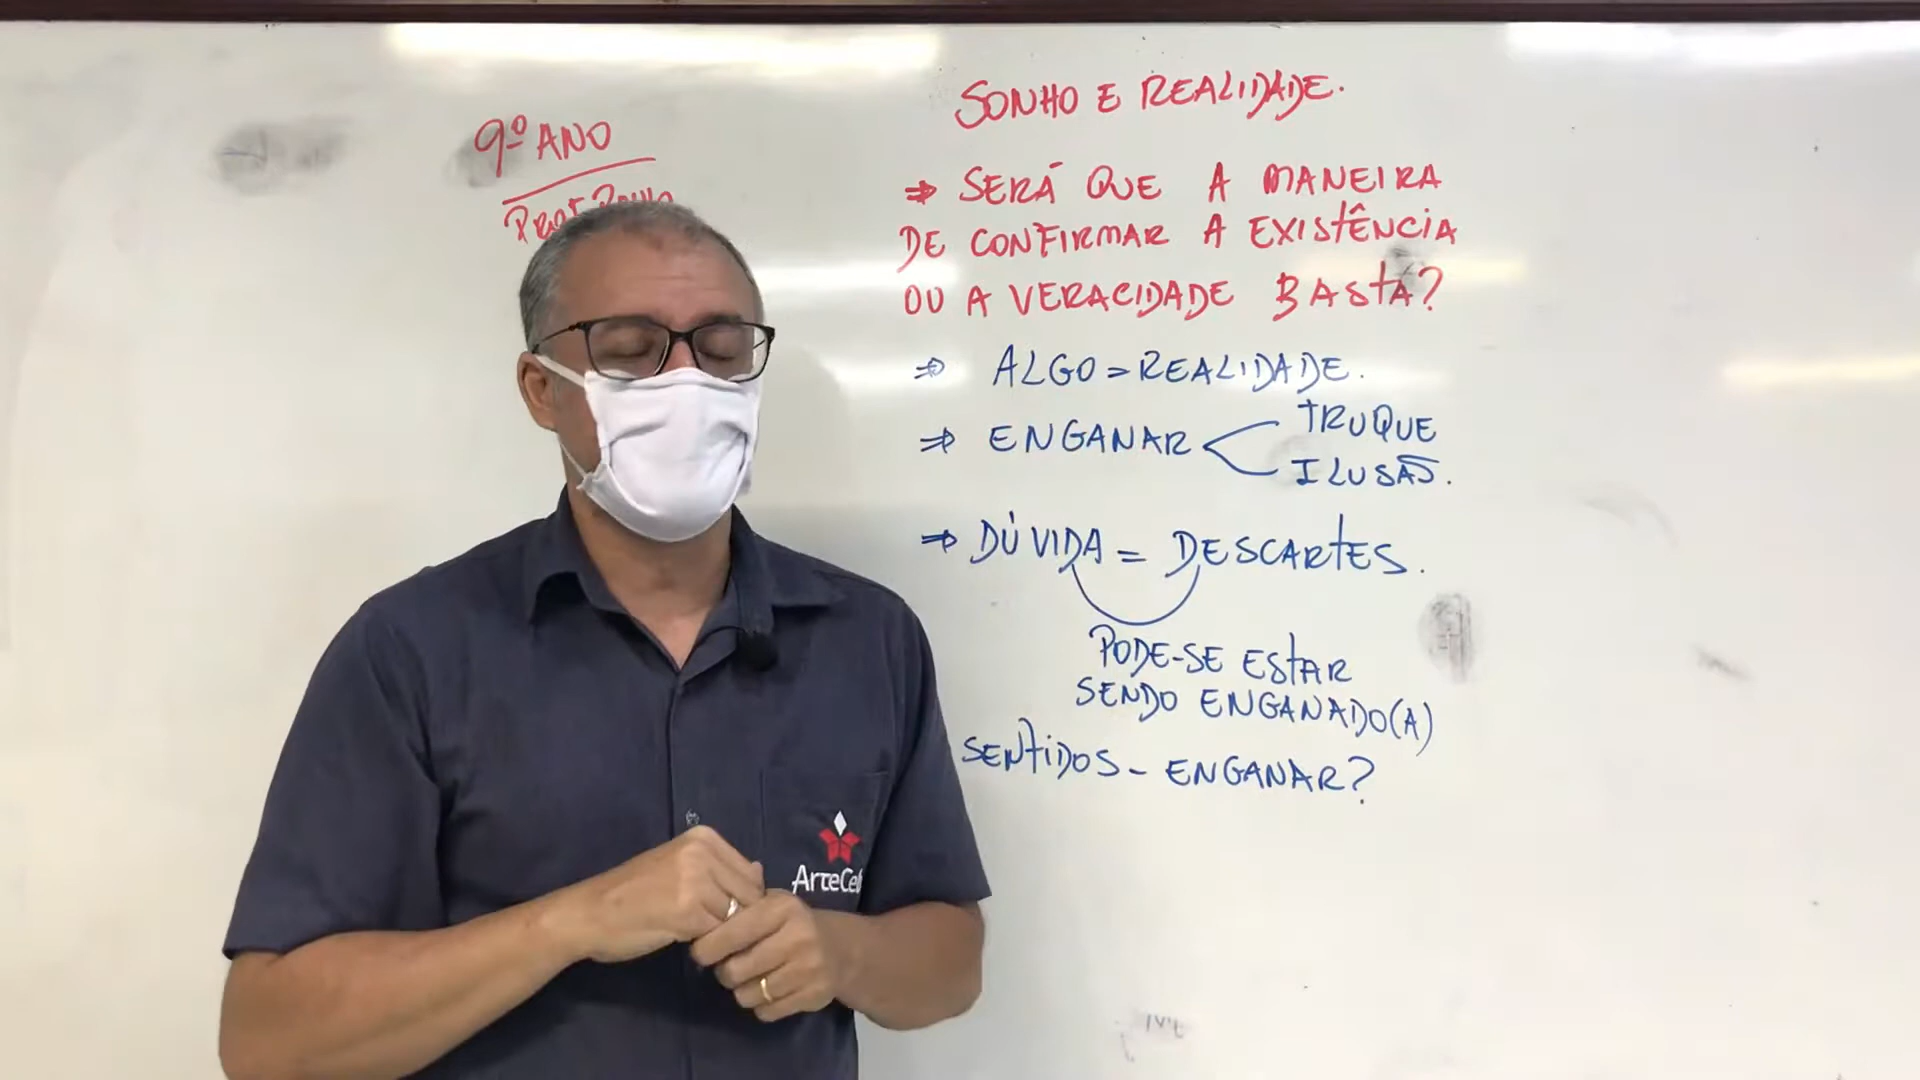 9º ANO
SONHO E REALIDADE.
⇒ SERÁ QUE A MANEIRA
DE CONFIRMAR A EXISTÊNCIA
OU A VERACIDADE BASTA?
⇒ ALGO = REALIDADE.
⇒ ENGANAR
TRUQUE
ILUSÃO.
⇒ DÚVIDA = DESCARTES.
PODE-SE ESTAR
SENDO ENGANADO(A)
SENTIDOS - ENGANAR?